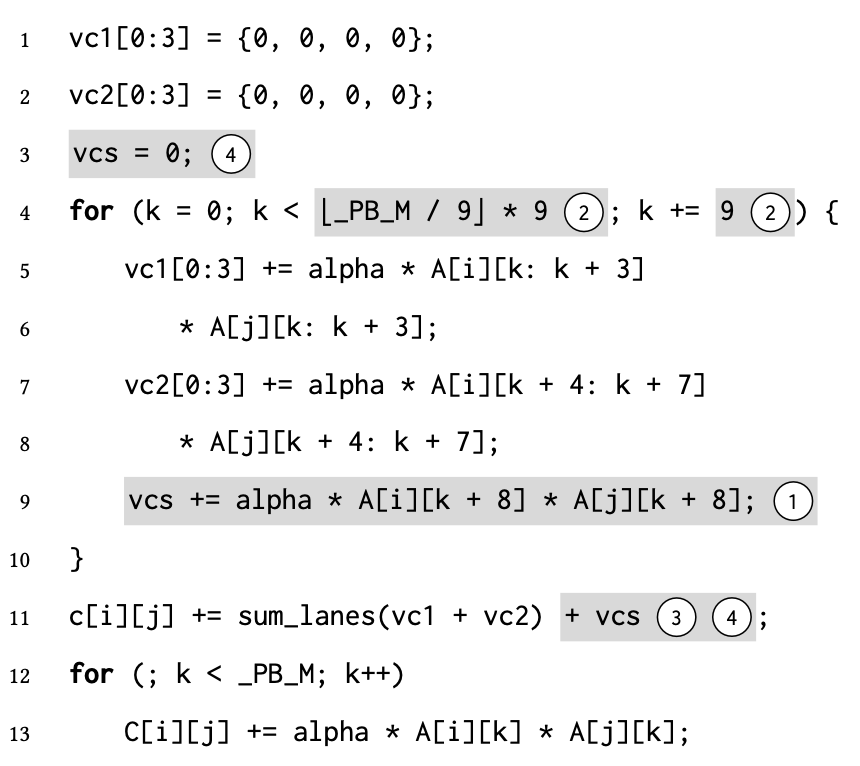 1 vc1[0:3] = {0, 0, 0, 0};
2 vc2[0:3] = {0, 0, 0, 0};
3 vcs = 0; ④
4 for (k = 0; k < ⌊_PB_M / 9⌋ * 9 ②; k += 9 ②) {
5 vc1[0:3] += alpha * A[i][k: k + 3]
6 * A[j][k: k + 3];
7 vc2[0:3] += alpha * A[i][k + 4: k + 7]
8 * A[j][k + 4: k + 7];
9 vcs += alpha * A[i][k + 8] * A[j][k + 8]; ①
10 }
11 c[i][j] += sum_lanes(vc1 + vc2) + vcs ③ ④;
12 for (; k < _PB_M; k++)
13 C[i][j] += alpha * A[i][k] * A[j][k];